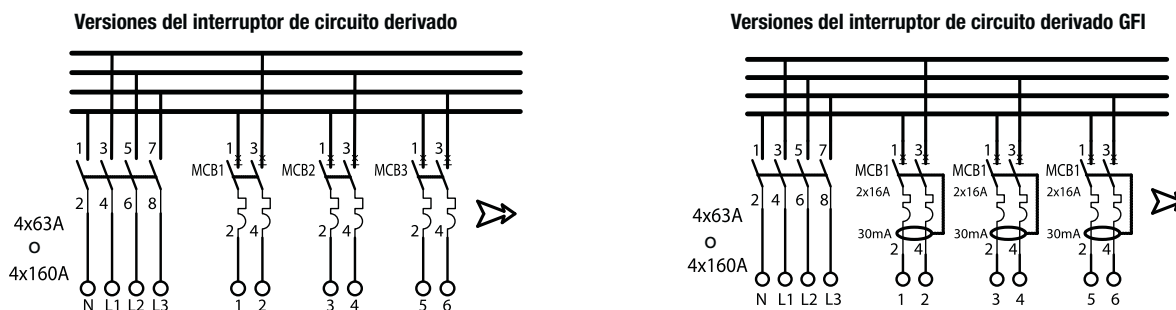 Versiones del interruptor de circuito derivado
1 3 5 7 1 3 1 3 1 3
MCB1 MCB2 MCB3
2 4 6 8 2 4 2 4 2 4
4x63A
o
4x160A
N L1 L2 L3 1 2 3 4 5 6
Versiones del interruptor de circuito derivado GFI
1 3 5 7 1 3 1 3 1 3
MCB1 MCB1 MCB1
2x16A 2x16A 2x16A
2 4 6 8
4x63A
o
4x160A
30mA 30mA 30mA
2 4 2 4 2 4
N L1 L2 L3 1 2 3 4 5 6